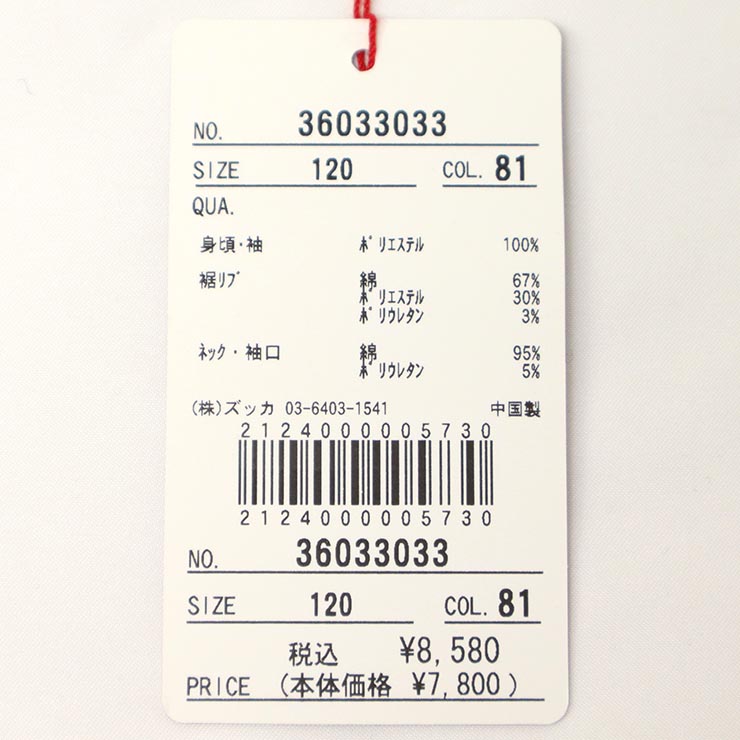 NO. 36033033
SIZE 120 COL. 81
QUA.
身頃・袖 ﾎﾟﾘｴｽﾃﾙ 100%
裾ﾘﾌﾞ 綿 67%
ﾎﾟﾘｴｽﾃﾙ 30%
ﾎﾟﾘｳﾚﾀﾝ 3%
ﾈｯｸ・袖口 綿 95%
ﾎﾟﾘｳﾚﾀﾝ 5%
(株)ズッカ 03-6403-1541 中国製
2124000005730
2124000005730
NO. 36033033
SIZE 120 COL. 81
税込 ¥8,580
PRICE (本体価格 ¥7,800)